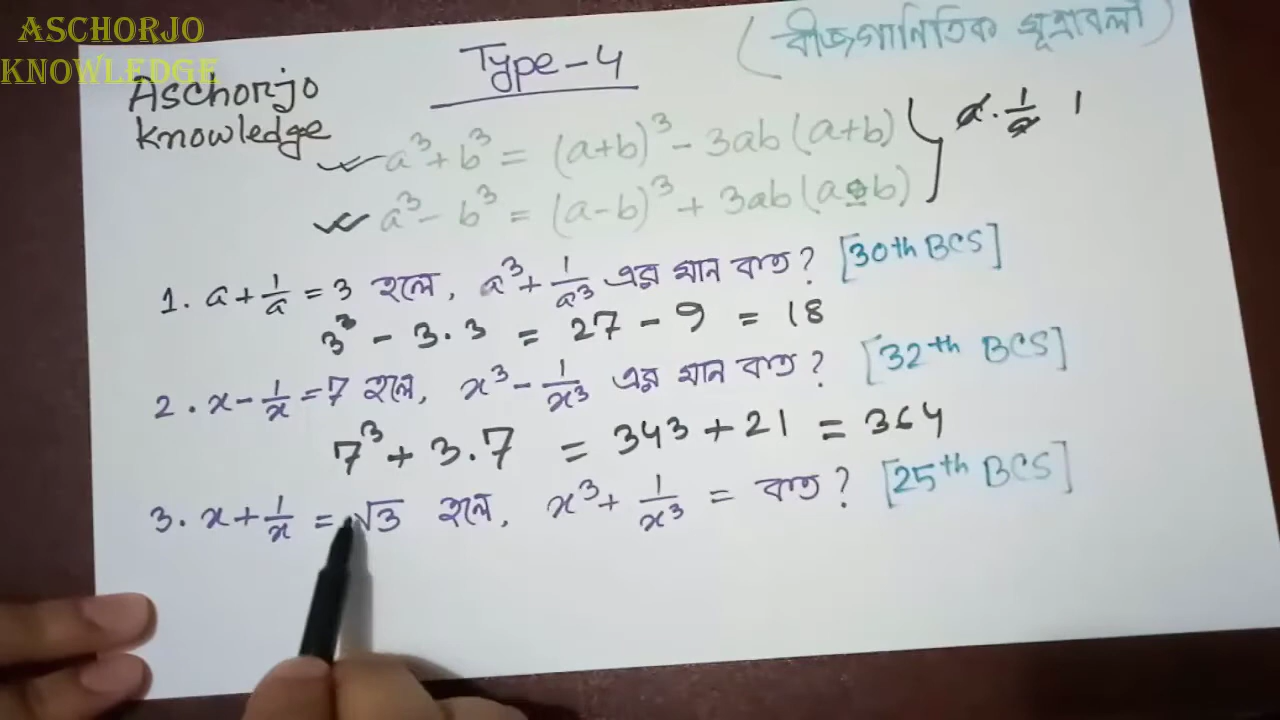 ASCHORJO
KNOWLEDGE
Type-4
(বীজগানিতিক সূত্রাবলী)
Aschorjo
knowledge
a³+b³ = (a+b)³ - 3ab (a+b)
a³- b³ = (a-b)³ + 3ab(a-b)
a. 1/a 1
1. a + 1/a = 3 হলে, a³+ 1/a³ এর মান কত? [30th BCS]
3³ - 3.3 = 27 - 9 = 18
2. x - 1/x = 7 হলে, x³ - 1/x³ এর মান কত? [32th BCS]
7³ + 3.7 = 343 + 21 = 364
3. x + 1/x = √3 হলে, x³ + 1/x³ = কত? [25th BCS]